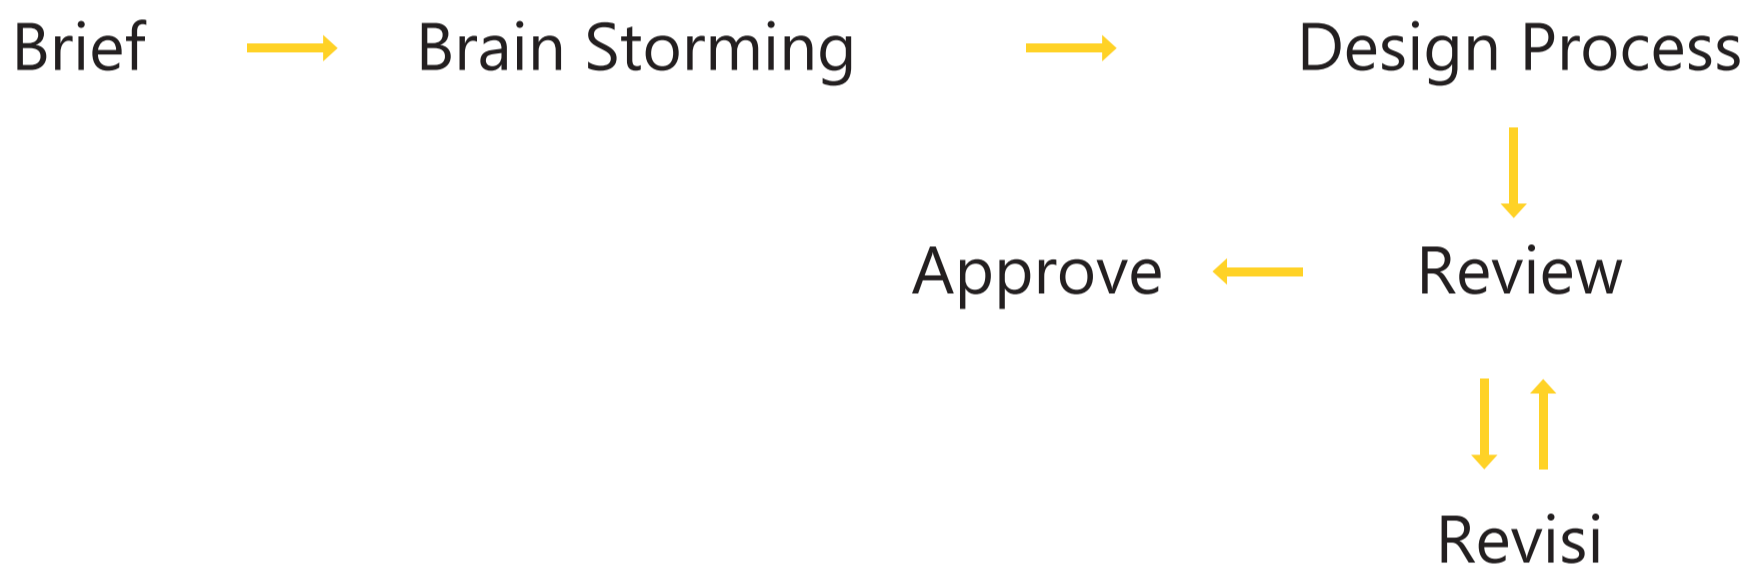 Brief
Brain Storming
Design Process
Approve
Review
Revisi